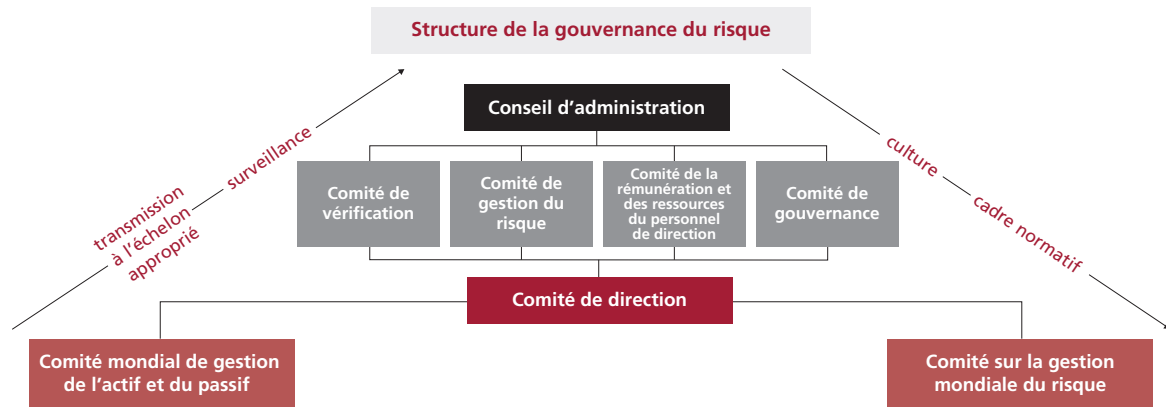 Structure de la gouvernance du risque
Conseil d'administration
transmission
à l'échelon
approprié
surveillance
culture
cadre normatif
Comité de
vérification
Comité de
gestion du
risque
Comité de la
rémunération et
des ressources
du personnel
de direction
Comité de
gouvernance
Comité de direction
Comité mondial de gestion
de l'actif et du passif
Comité sur la gestion
mondiale du risque